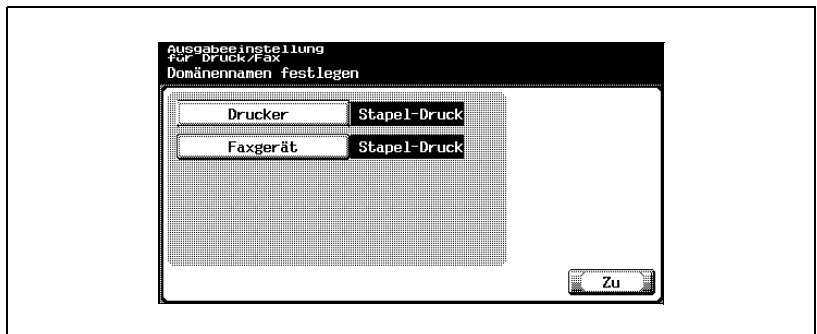 Ausgabeeinstellung
für Druck/Fax
Domänennamen festlegen
Drucker Stapel-Druck
Faxgerät Stapel-Druck
Zu